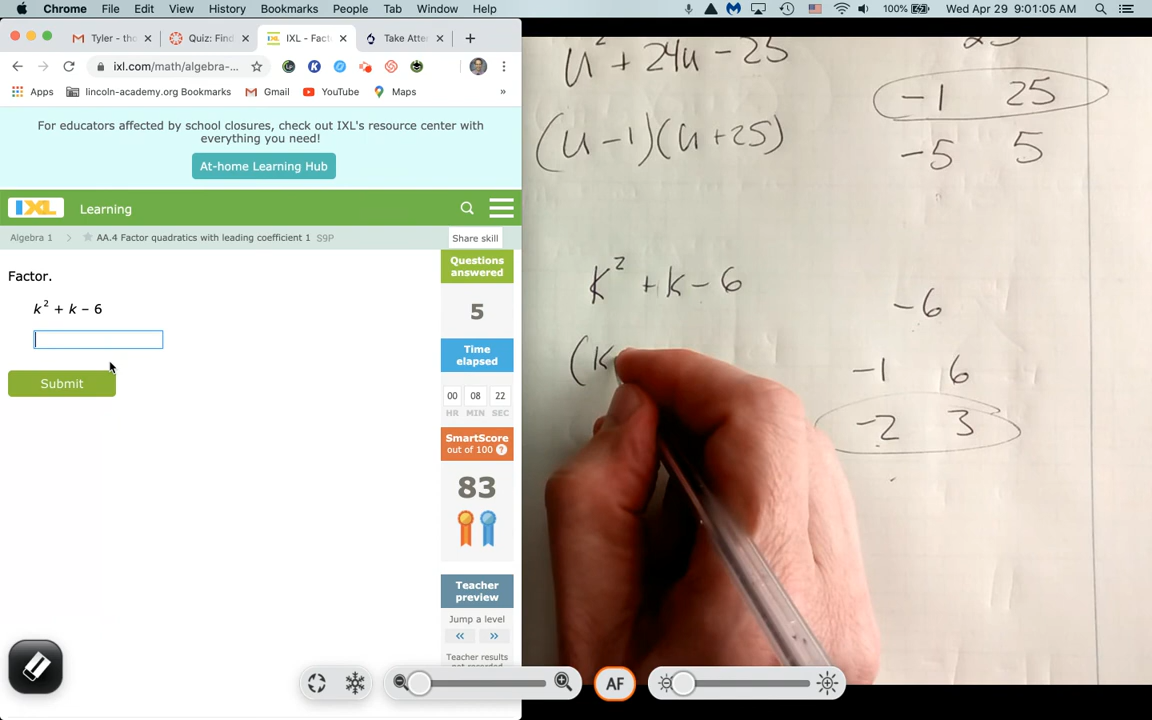 Chrome File Edit View History Bookmarks People Tab Window Help 100% Wed Apr 29 9:01:05 AM
Tyler - tho Quiz: Find IXL - Fact Take Atte
ixl.com/math/algebra-...
Apps lincoln-academy.org Bookmarks Gmail YouTube Maps »
For educators affected by school closures, check out IXL's resource center with
everything you need!
At-home Learning Hub
IXL Learning
Algebra 1 > AA.4 Factor quadratics with leading coefficient 1 S9P Share skill
Factor.
k² + k – 6
Submit
Questions
answered
5
Time
elapsed
00 08 22
HR MIN SEC
SmartScore
out of 100 ?
83
Teacher
preview
Jump a level
« »
Teacher results
u² + 24u - 25
(u - 1)(u + 25)
-1 25
-5 5
k² + k - 6
(k
-6
-1 6
-2 3
AF